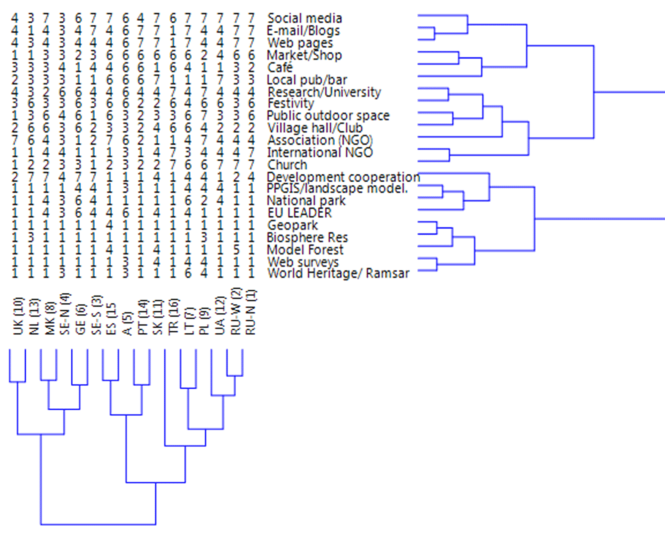 4 3 7 3 6 7 7 6 4 7 6 7 7 7 7 7 Social media
4 1 4 3 4 7 4 6 7 7 1 7 4 4 7 7 E-mail/Blogs
4 3 4 3 4 4 4 6 7 7 1 7 4 4 7 7 Web pages
1 1 3 3 2 3 6 6 6 6 6 6 2 4 6 6 Market/Shop
3 3 3 4 1 4 4 6 6 1 6 4 1 1 3 2 Café
2 3 3 3 1 1 6 6 6 7 1 1 1 7 3 3 Local pub/bar
4 3 2 6 6 4 4 6 4 4 7 4 7 4 4 4 Research/University
3 6 3 3 6 3 6 6 2 2 6 4 6 6 3 6 Festivity
1 3 6 4 6 1 6 3 2 3 3 6 7 3 3 6 Public outdoor space
2 6 6 3 6 2 3 3 2 4 6 6 4 2 2 2 Village hall/Club
7 6 4 3 1 2 7 6 2 1 1 4 7 4 4 4 Association (NGO)
1 1 4 4 1 1 1 3 1 4 7 3 4 4 4 7 International NGO
1 2 2 3 3 1 2 3 2 2 7 6 6 7 7 7 Church
2 7 7 4 7 7 1 1 1 1 4 4 4 1 2 4 Development cooperation
1 1 1 1 4 4 1 3 1 1 1 4 4 4 1 1 PPGIS/landscape model.
1 1 4 3 6 4 1 1 1 1 1 6 2 4 1 1 National park
1 1 4 3 6 4 4 6 1 4 1 4 1 1 1 1 EU LEADER
1 1 1 1 1 1 4 1 1 1 1 1 1 1 1 1 Geopark
1 3 1 1 1 1 1 1 1 1 1 1 3 1 1 1 Biosphere Res
1 1 1 1 1 1 4 1 1 4 1 1 1 1 5 1 Model Forest
1 1 1 1 1 1 1 3 1 4 1 4 1 1 1 1 Web surveys
1 1 1 3 1 1 1 3 4 1 1 6 4 1 1 1 World Heritage/ Ramsar
UK (10)
NL (13)
MK (8)
SE-N (4)
GE (6)
SE-S (3)
ES (15
A (5)
PT (14)
SK (11)
TR (16)
LT (7)
PL (9)
UA (12)
RU-W (2)
RU-N (1)